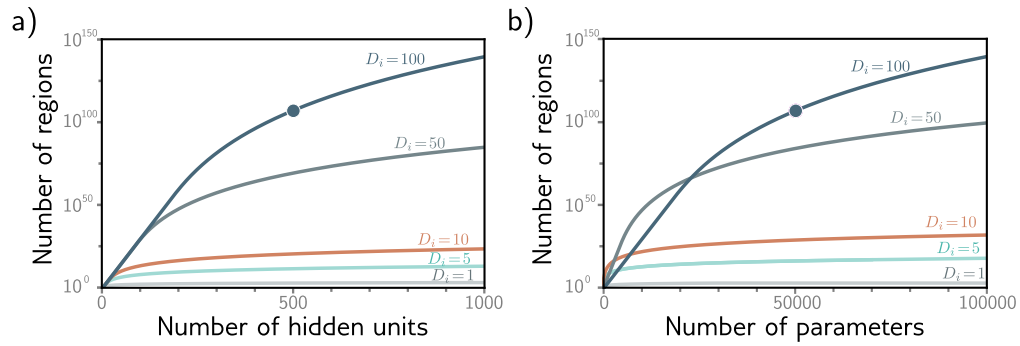 a)
Number of regions
10^150
10^100
10^50
10^0
D_i=100
D_i=50
D_i=10
D_i=5
D_i=1
0
500
1000
Number of hidden units
b)
Number of regions
10^150
10^100
10^50
10^0
D_i=100
D_i=50
D_i=10
D_i=5
D_i=1
0
50000
100000
Number of parameters